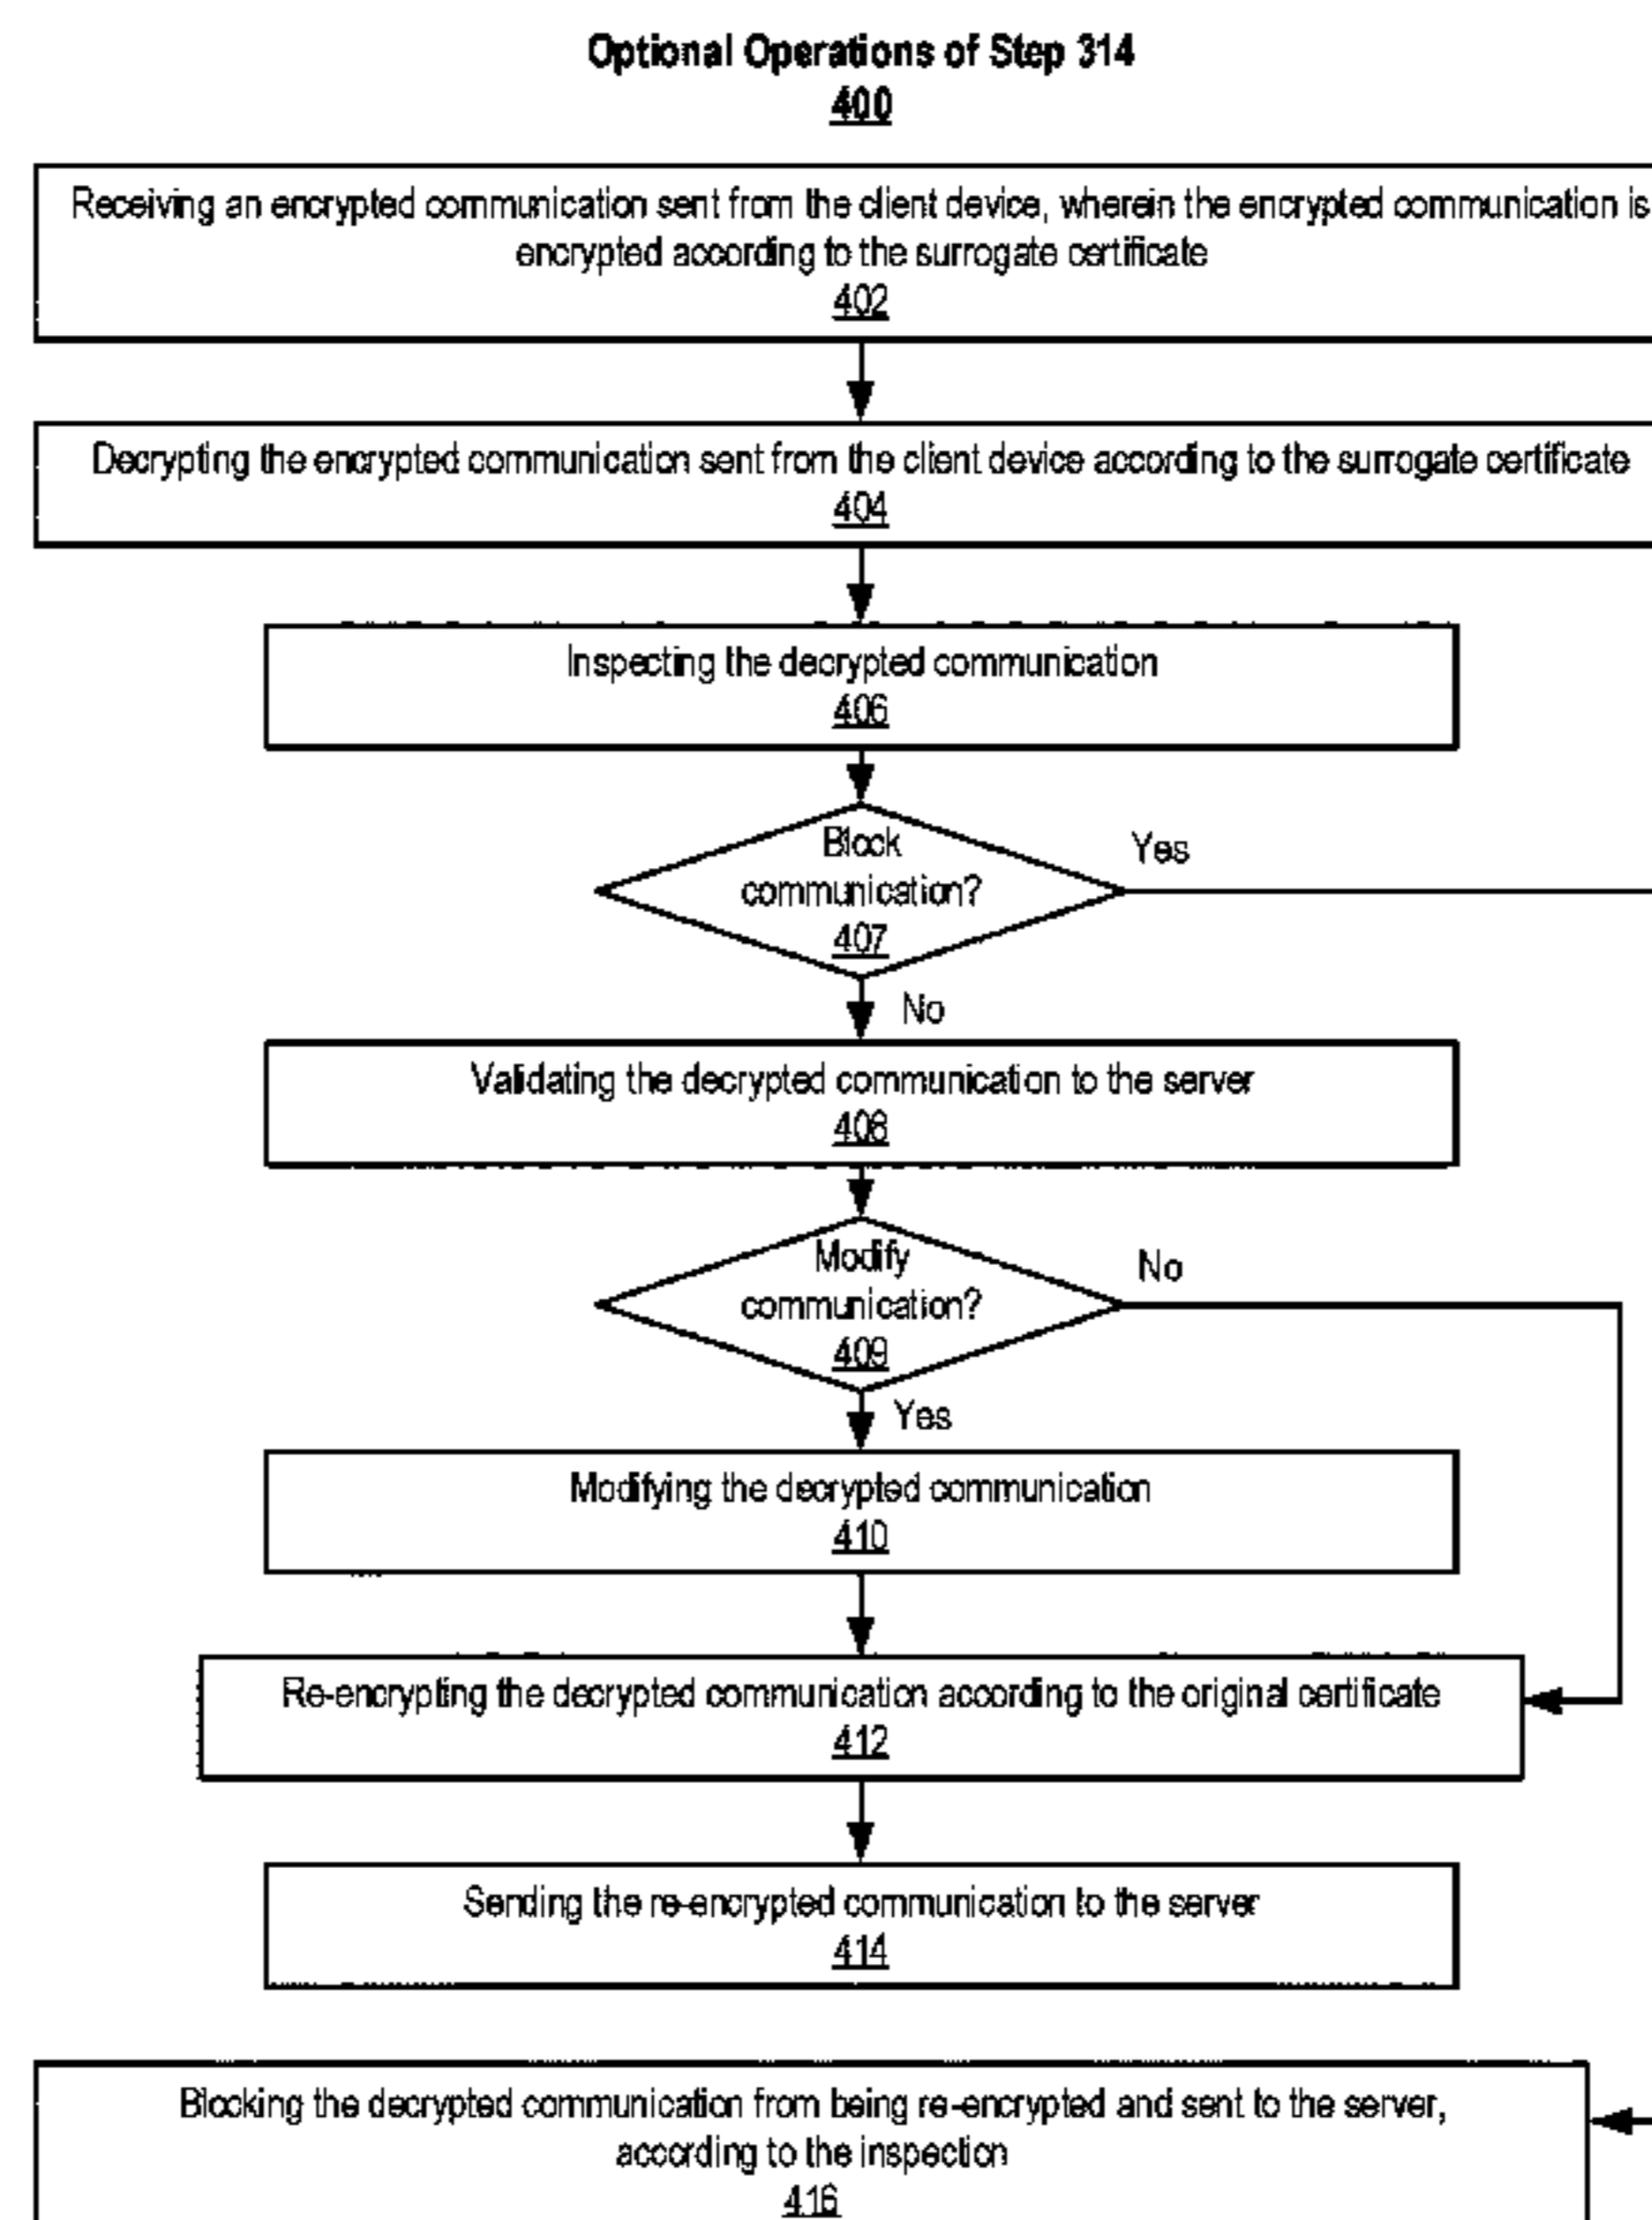 Optional Operations of Step 314
400
Receiving an encrypted communication sent from the client device, wherein the encrypted communication is
encrypted according to the surrogate certificate
402
Decrypting the encrypted communication sent from the client device according to the surrogate certificate
404
Inspecting the decrypted communication
406
Block
communication?
407
Yes
No
Validating the decrypted communication to the server
408
Modify
communication?
409
No
Yes
Modifying the decrypted communication
410
Re-encrypting the decrypted communication according to the original certificate
412
Sending the re-encrypted communication to the server
414
Blocking the decrypted communication from being re-encrypted and sent to the server,
according to the inspection
416